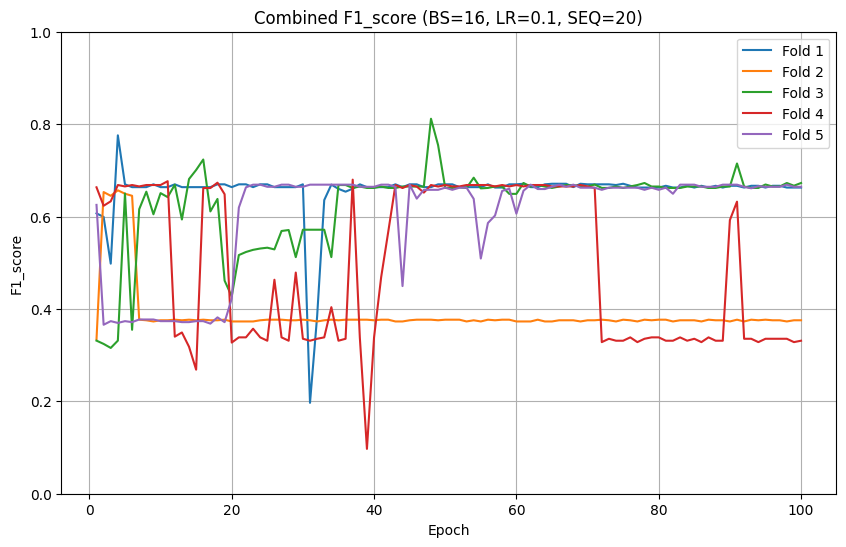 Combined F1_score (BS=16, LR=0.1, SEQ=20)
1.0
0.8
0.6
0.4
0.2
0.0
F1_score
0
20
40
60
80
100
Epoch
Fold 1
Fold 2
Fold 3
Fold 4
Fold 5